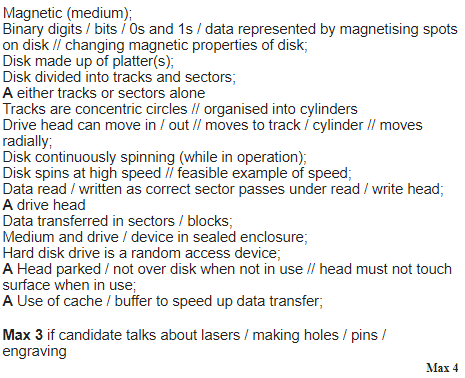 Magnetic (medium);
Binary digits / bits / 0s and 1s / data represented by magnetising spots
on disk // changing magnetic properties of disk;
Disk made up of platter(s);
Disk divided into tracks and sectors;
A either tracks or sectors alone
Tracks are concentric circles // organised into cylinders
Drive head can move in / out // moves to track / cylinder // moves
radially;
Disk continuously spinning (while in operation);
Disk spins at high speed // feasible example of speed;
Data read / written as correct sector passes under read / write head;
A drive head
Data transferred in sectors / blocks;
Medium and drive / device in sealed enclosure;
Hard disk drive is a random access device;
A Head parked / not over disk when not in use // head must not touch
surface when in use;
A Use of cache / buffer to speed up data transfer;
Max 3 if candidate talks about lasers / making holes / pins /
engraving
Max 4